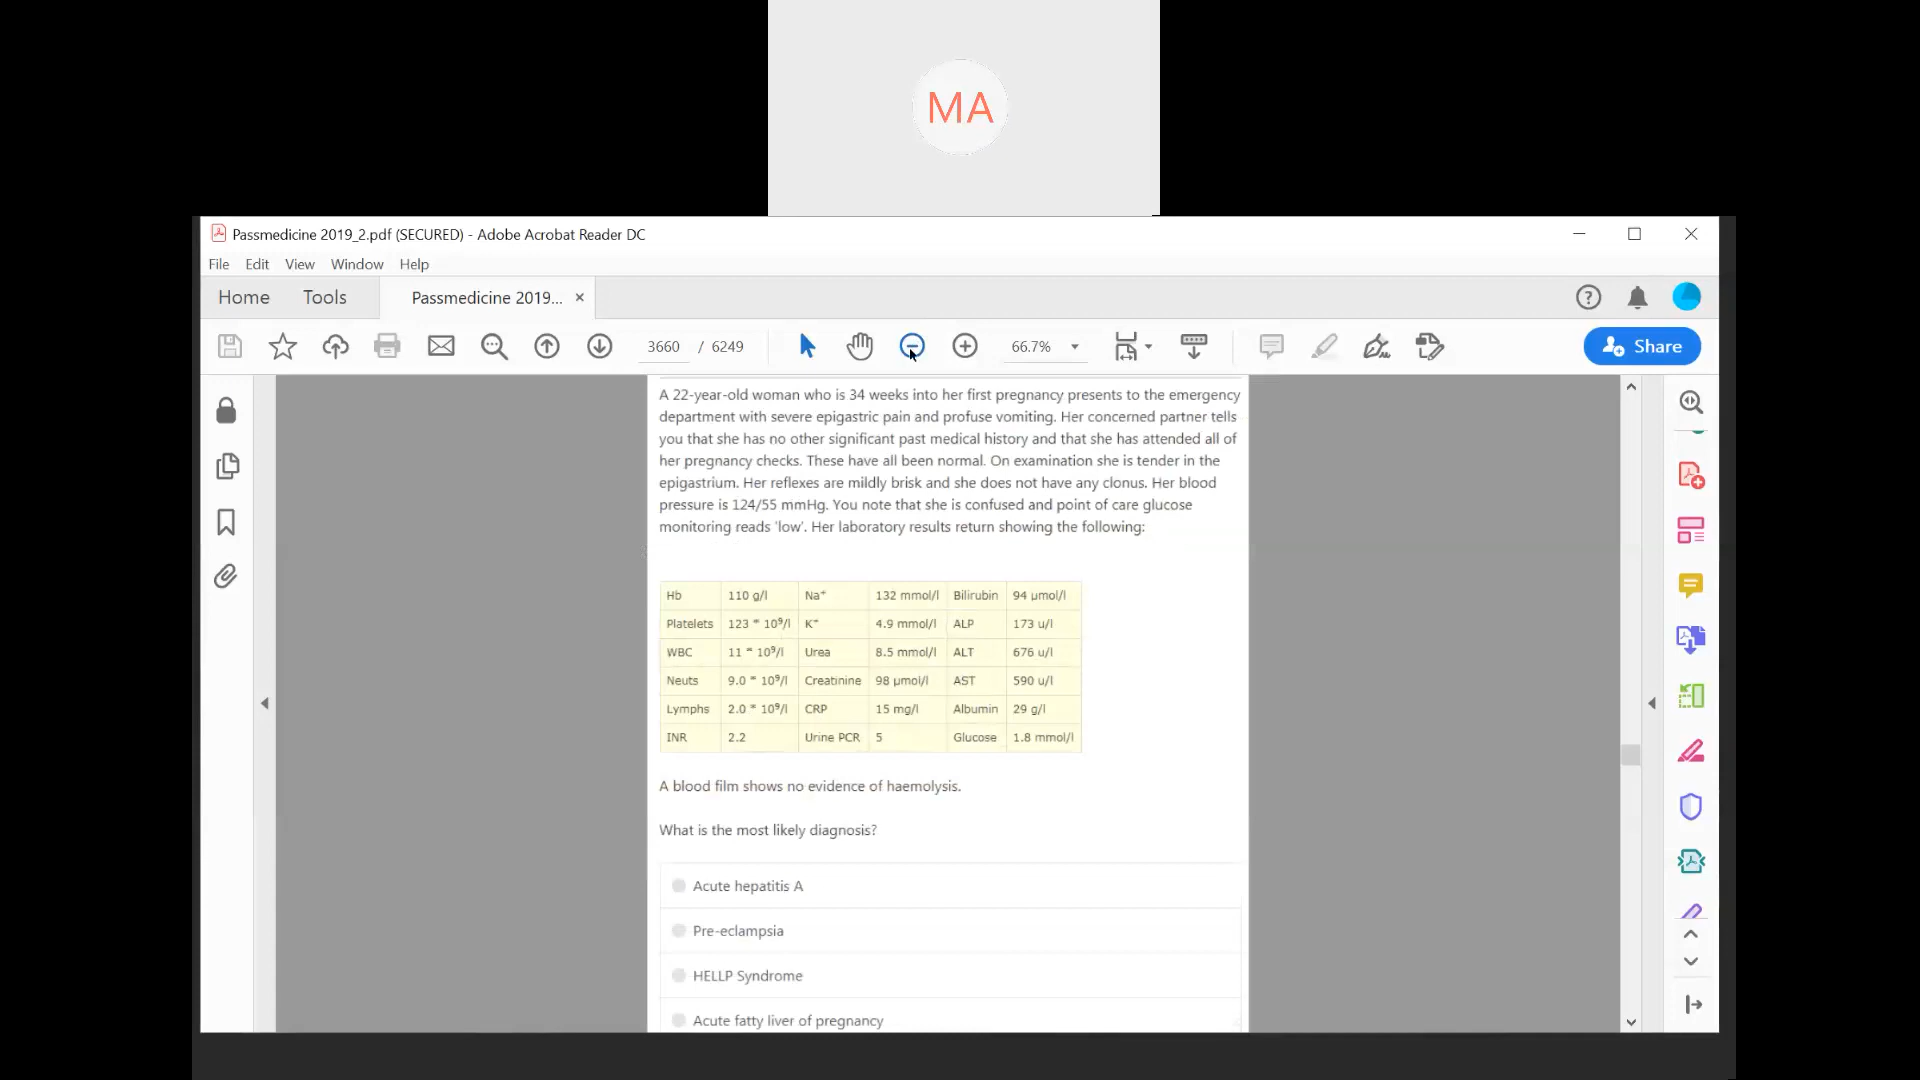 MA
Passmedicine 2019_2.pdf (SECURED) - Adobe Acrobat Reader DC
File Edit View Window Help
Home Tools Passmedicine 2019... ×
3660 / 6249 66.7% Share
A 22-year-old woman who is 34 weeks into her first pregnancy presents to the emergency
department with severe epigastric pain and profuse vomiting. Her concerned partner tells
you that she has no other significant past medical history and that she has attended all of
her pregnancy checks. These have all been normal. On examination she is tender in the
epigastrium. Her reflexes are mildly brisk and she does not have any clonus. Her blood
pressure is 124/55 mmHg. You note that she is confused and point of care glucose
monitoring reads 'low'. Her laboratory results return showing the following:
Hb 110 g/l Na⁺ 132 mmol/l Bilirubin 94 µmol/l
Platelets 123 * 10⁹/l K⁺ 4.9 mmol/l ALP 173 u/l
WBC 11 * 10⁹/l Urea 8.5 mmol/l ALT 676 u/l
Neuts 9.0 * 10⁹/l Creatinine 98 µmol/l AST 590 u/l
Lymphs 2.0 * 10⁹/l CRP 15 mg/l Albumin 29 g/l
INR 2.2 Urine PCR 5 Glucose 1.8 mmol/l
A blood film shows no evidence of haemolysis.
What is the most likely diagnosis?
Acute hepatitis A
Pre-eclampsia
HELLP Syndrome
Acute fatty liver of pregnancy